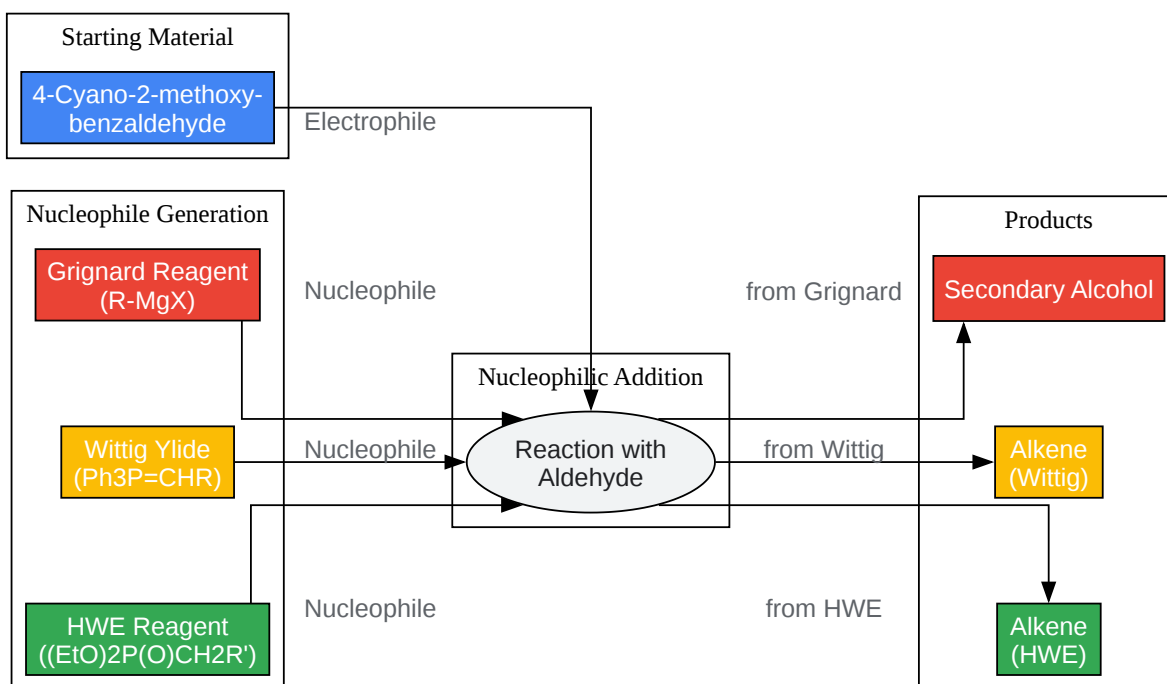 Starting Material
4-Cyano-2-methoxy-
benzaldehyde
Electrophile
Nucleophile Generation
Grignard Reagent
(R-MgX)
Nucleophile
Wittig Ylide
(Ph3P=CHR)
Nucleophile
HWE Reagent
((EtO)2P(O)CH2R')
Nucleophile
Nucleophilic Addition
Reaction with
Aldehyde
from Grignard
from Wittig
from HWE
Products
Secondary Alcohol
Alkene
(Wittig)
Alkene
(HWE)